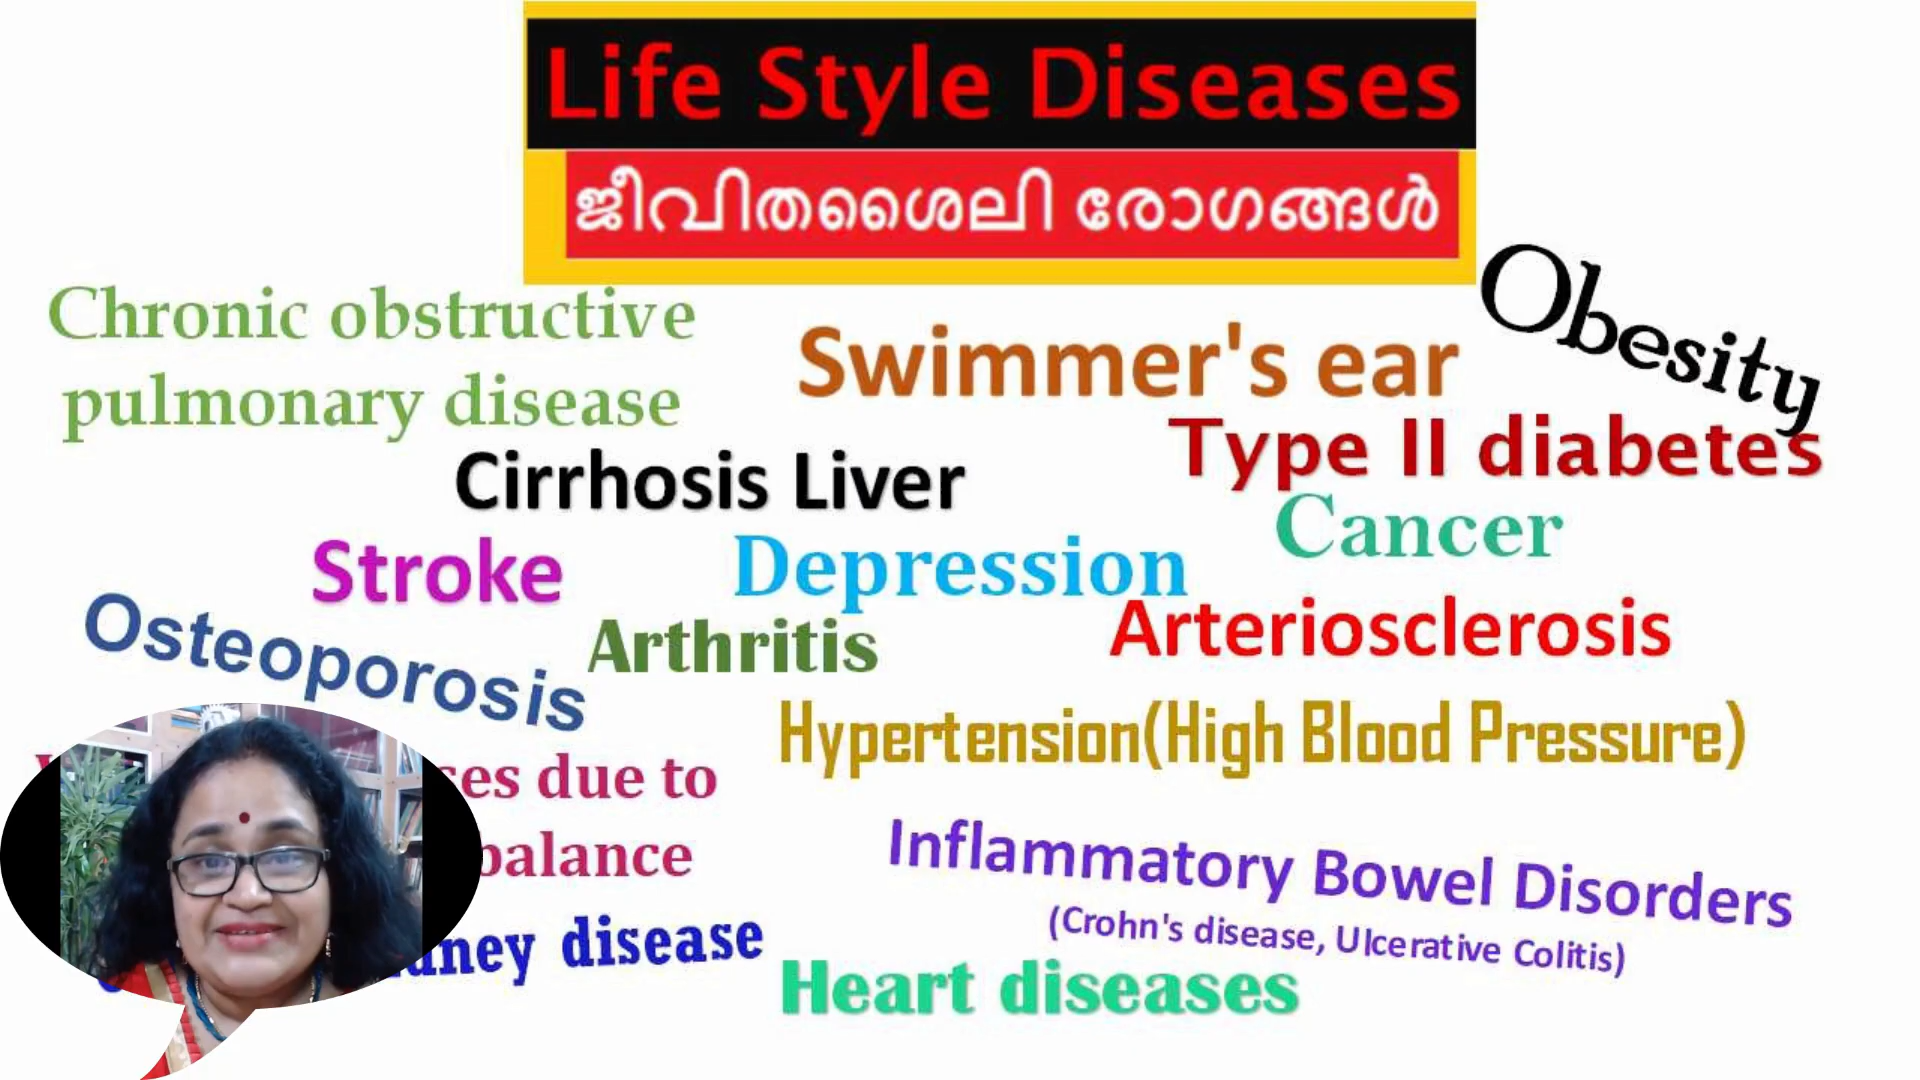 Life Style Diseases
ജീവിതശൈലി രോഗങ്ങൾ
Obesity
Chronic obstructive
pulmonary disease
Swimmer's ear
Type II diabetes
Cirrhosis Liver
Cancer
Stroke
Depression
Osteoporosis
Arthritis
Arteriosclerosis
Hypertension(High Blood Pressure)
due to
Inflammatory Bowel Disorders
(Crohn's disease, Ulcerative Colitis)
disease
Heart diseases